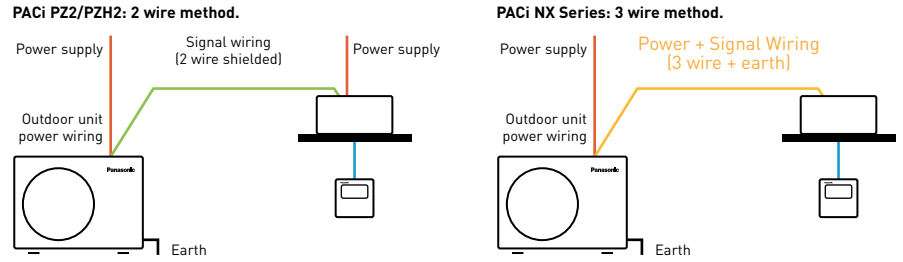 PACi PZ2/PZH2: 2 wire method.
Power supply
Signal wiring
(2 wire shielded)
Power supply
Outdoor unit
power wiring
Panasonic
Earth
PACi NX Series: 3 wire method.
Power supply
Power + Signal Wiring
(3 wire + earth)
Outdoor unit
power wiring
Panasonic
Earth